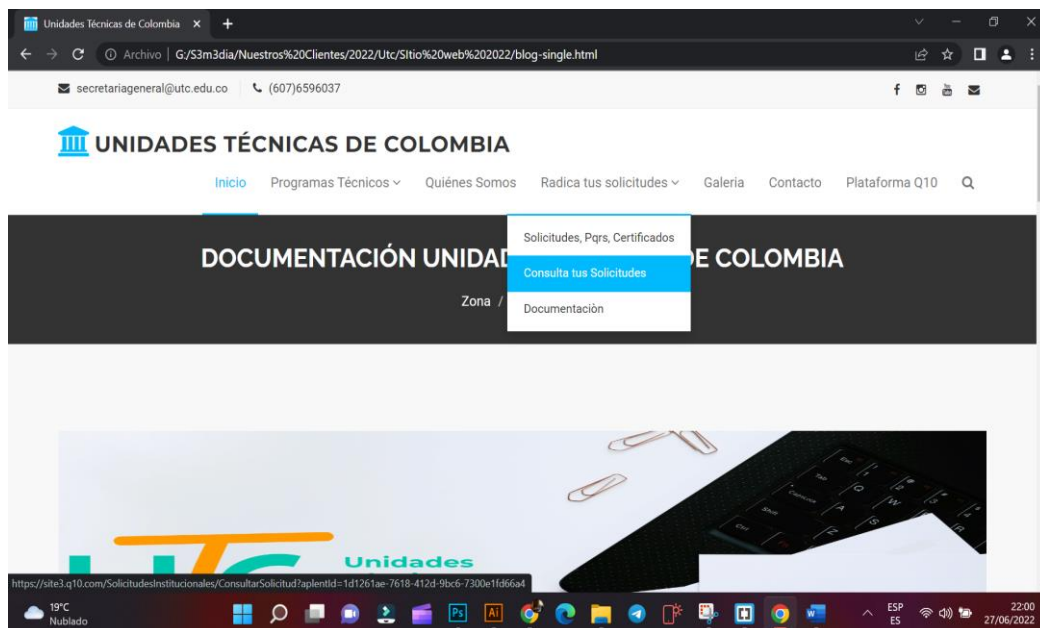 Unidades Técnicas de Colombia
Archivo | G:/S3m3dia/Nuestros%20Clientes/2022/Utc/SItio%20web%202022/blog-single.html
secretariageneral@utc.edu.co (607)6596037
UNIDADES TÉCNICAS DE COLOMBIA
Inicio Programas Técnicos Quiénes Somos Radica tus solicitudes Galeria Contacto Plataforma Q10
Solicitudes, Pqrs, Certificados
DOCUMENTACIÓN UNIDAD E COLOMBIA
Consulta tus Solicitudes
Zona /
Documentaciòn
UTC Unidades
https://site3.q10.com/SolicitudesInstitucionales/ConsultarSolicitud?aplentId=1d1261ae-7618-412d-9bc6-7300e1fd66a4
19°C
Nublado
ESP
ES
22:00
27/06/2022